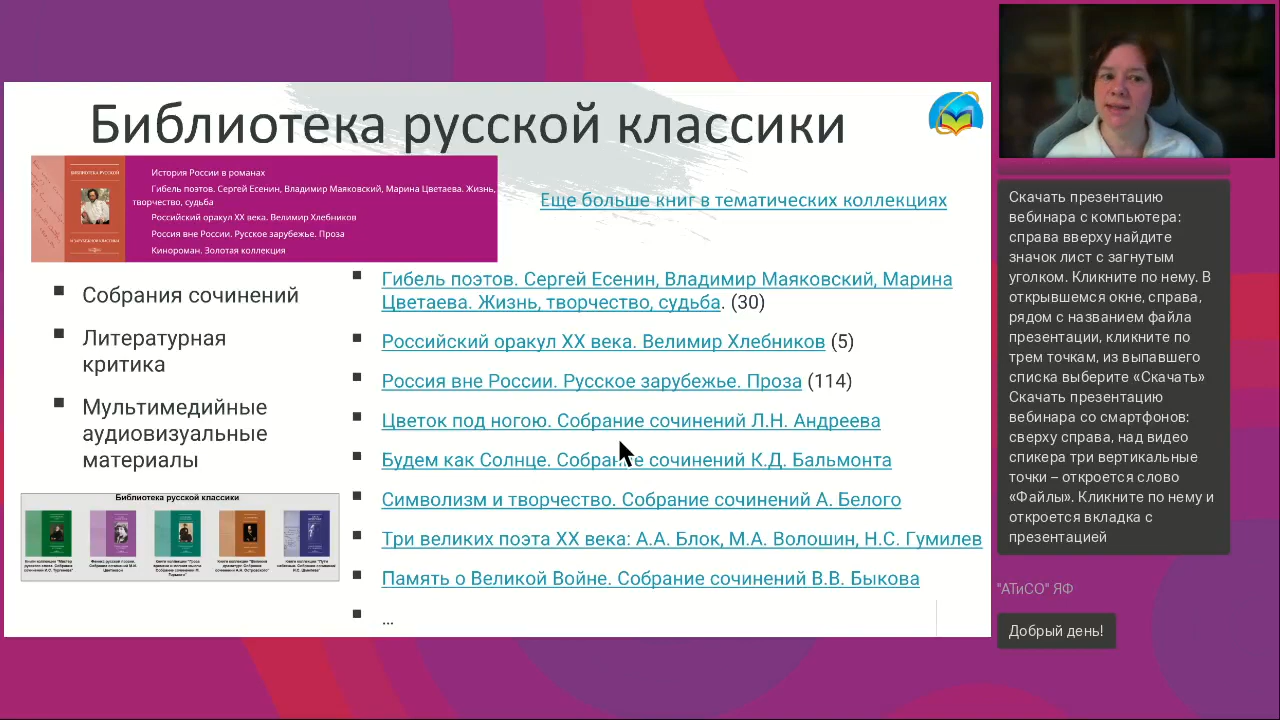 Библиотека русской классики
БИБЛИОТЕКА РУССКОЙ
История России в романах
Гибель поэтов. Сергей Есенин, Владимир Маяковский, Марина Цветаева. Жизнь,
творчество, судьба
Российский оракул XX века. Велимир Хлебников
Россия вне России. Русское зарубежье. Проза
Кинороман. Золотая коллекция
Еще больше книг в тематических коллекциях
Собрания сочинений
Литературная
критика
Мультимедийные
аудиовизуальные
материалы
Библиотека русской классики
Гибель поэтов. Сергей Есенин, Владимир Маяковский, Марина
Цветаева. Жизнь, творчество, судьба. (30)
Российский оракул XX века. Велимир Хлебников (5)
Россия вне России. Русское зарубежье. Проза (114)
Цветок под ногою. Собрание сочинений Л.Н. Андреева
Будем как Солнце. Собрание сочинений К.Д. Бальмонта
Символизм и творчество. Собрание сочинений А. Белого
Три великих поэта XX века: А.А. Блок, М.А. Волошин, Н.С. Гумилев
Память о Великой Войне. Собрание сочинений В.В. Быкова
...
Скачать презентацию
вебинара с компьютера:
справа вверху найдите
значок лист с загнутым
уголком. Кликните по нему. В
открывшемся окне, справа,
рядом с названием файла
презентации, кликните по
трем точкам, из выпавшего
списка выберите «Скачать»
Скачать презентацию
вебинара со смартфонов:
сверху справа, над видео
спикера три вертикальные
точки – откроется слово
«Файлы». Кликните по нему и
откроется вкладка с
презентацией
"АТиСО" ЯФ
Добрый день!